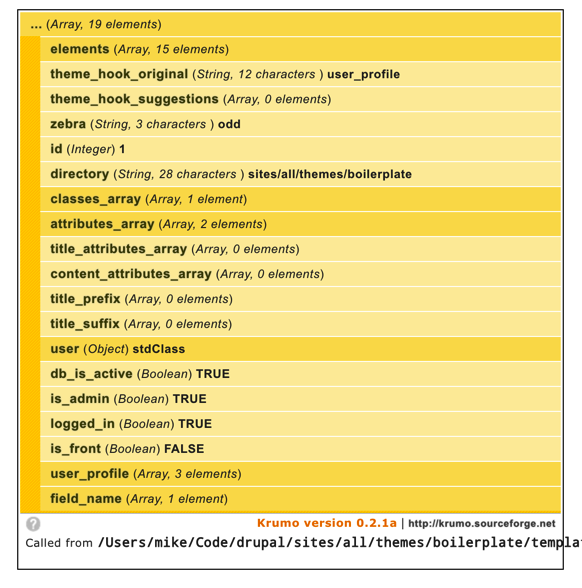 ... (Array, 19 elements)
elements (Array, 15 elements)
theme_hook_original (String, 12 characters ) user_profile
theme_hook_suggestions (Array, 0 elements)
zebra (String, 3 characters ) odd
id (Integer) 1
directory (String, 28 characters ) sites/all/themes/boilerplate
classes_array (Array, 1 element)
attributes_array (Array, 2 elements)
title_attributes_array (Array, 0 elements)
content_attributes_array (Array, 0 elements)
title_prefix (Array, 0 elements)
title_suffix (Array, 0 elements)
user (Object) stdClass
db_is_active (Boolean) TRUE
is_admin (Boolean) TRUE
logged_in (Boolean) TRUE
is_front (Boolean) FALSE
user_profile (Array, 3 elements)
field_name (Array, 1 element)
? Krumo version 0.2.1a | http://krumo.sourceforge.net
Called from /Users/mike/Code/drupal/sites/all/themes/boilerplate/templa